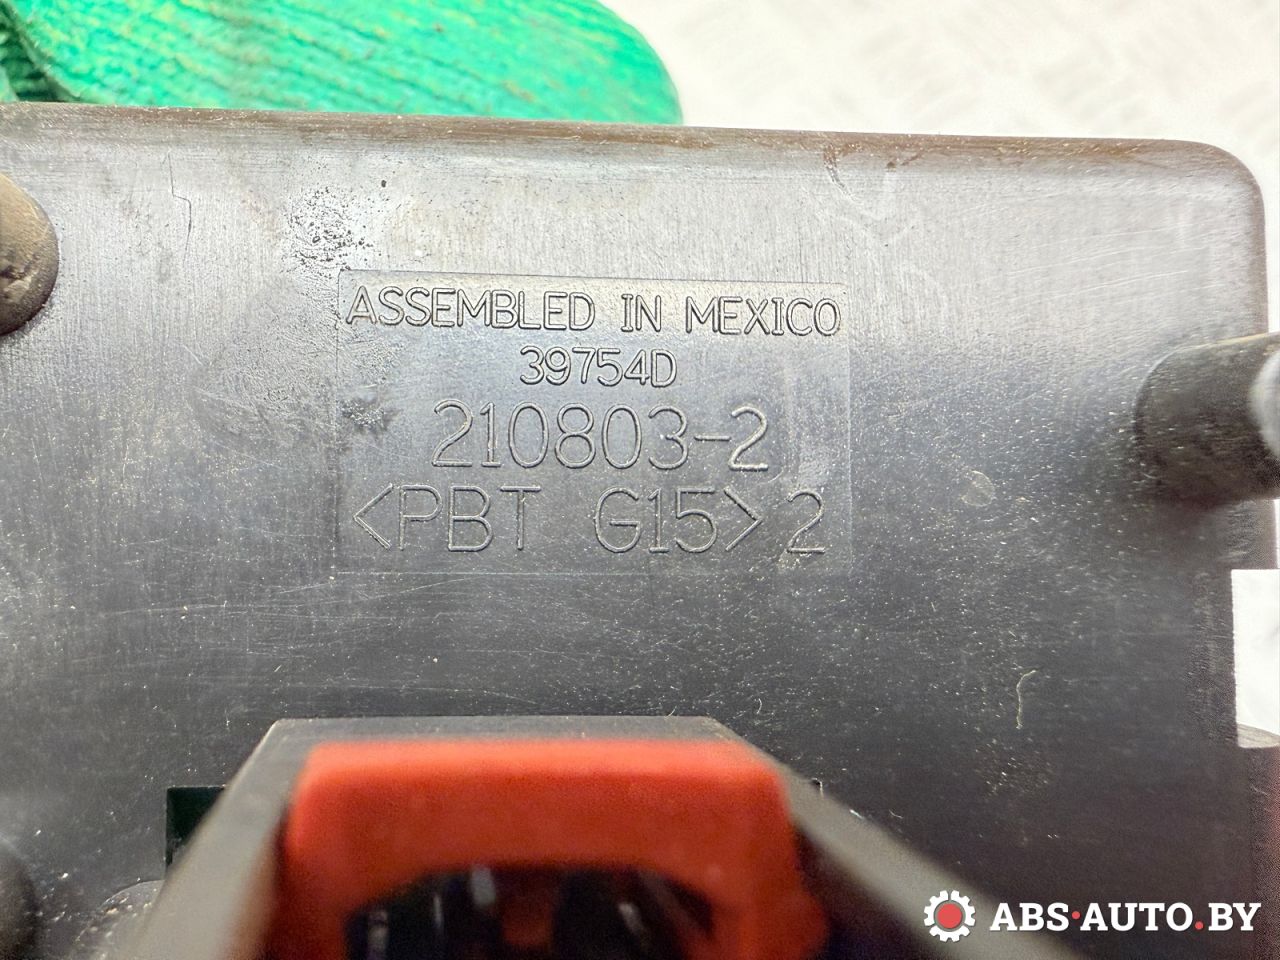 ASSEMBLED IN MEXICO
39754D
210803-2
<PBT G15>2
ABS·AUTO.BY